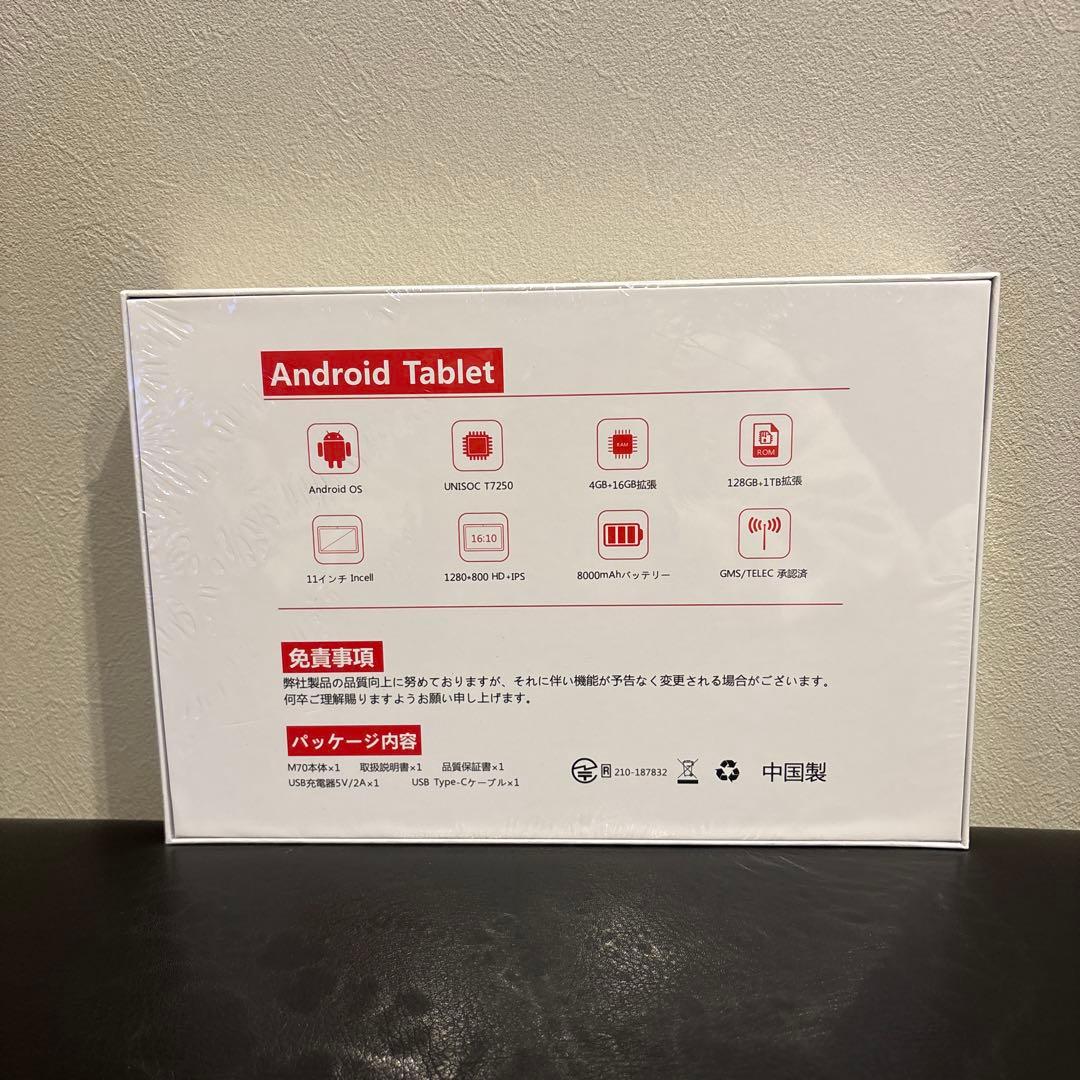 Android Tablet
RAM
ROM
Android OS
UNISOC T7250
4GB+16GB拡張
128GB+1TB拡張
16:10
11インチ Incell
1280*800 HD+IPS
8000mAhバッテリー
GMS/TELEC 承認済
免責事項
弊社製品の品質向上に努めておりますが、それに伴い機能が予告なく変更される場合がございます。
何卒ご理解賜りますようお願い申し上げます。
パッケージ内容
M70本体×1 取扱説明書×1 品質保証書×1
USB充電器5V/2A×1 USB Type-Cケーブル×1
R 210-187832 中国製